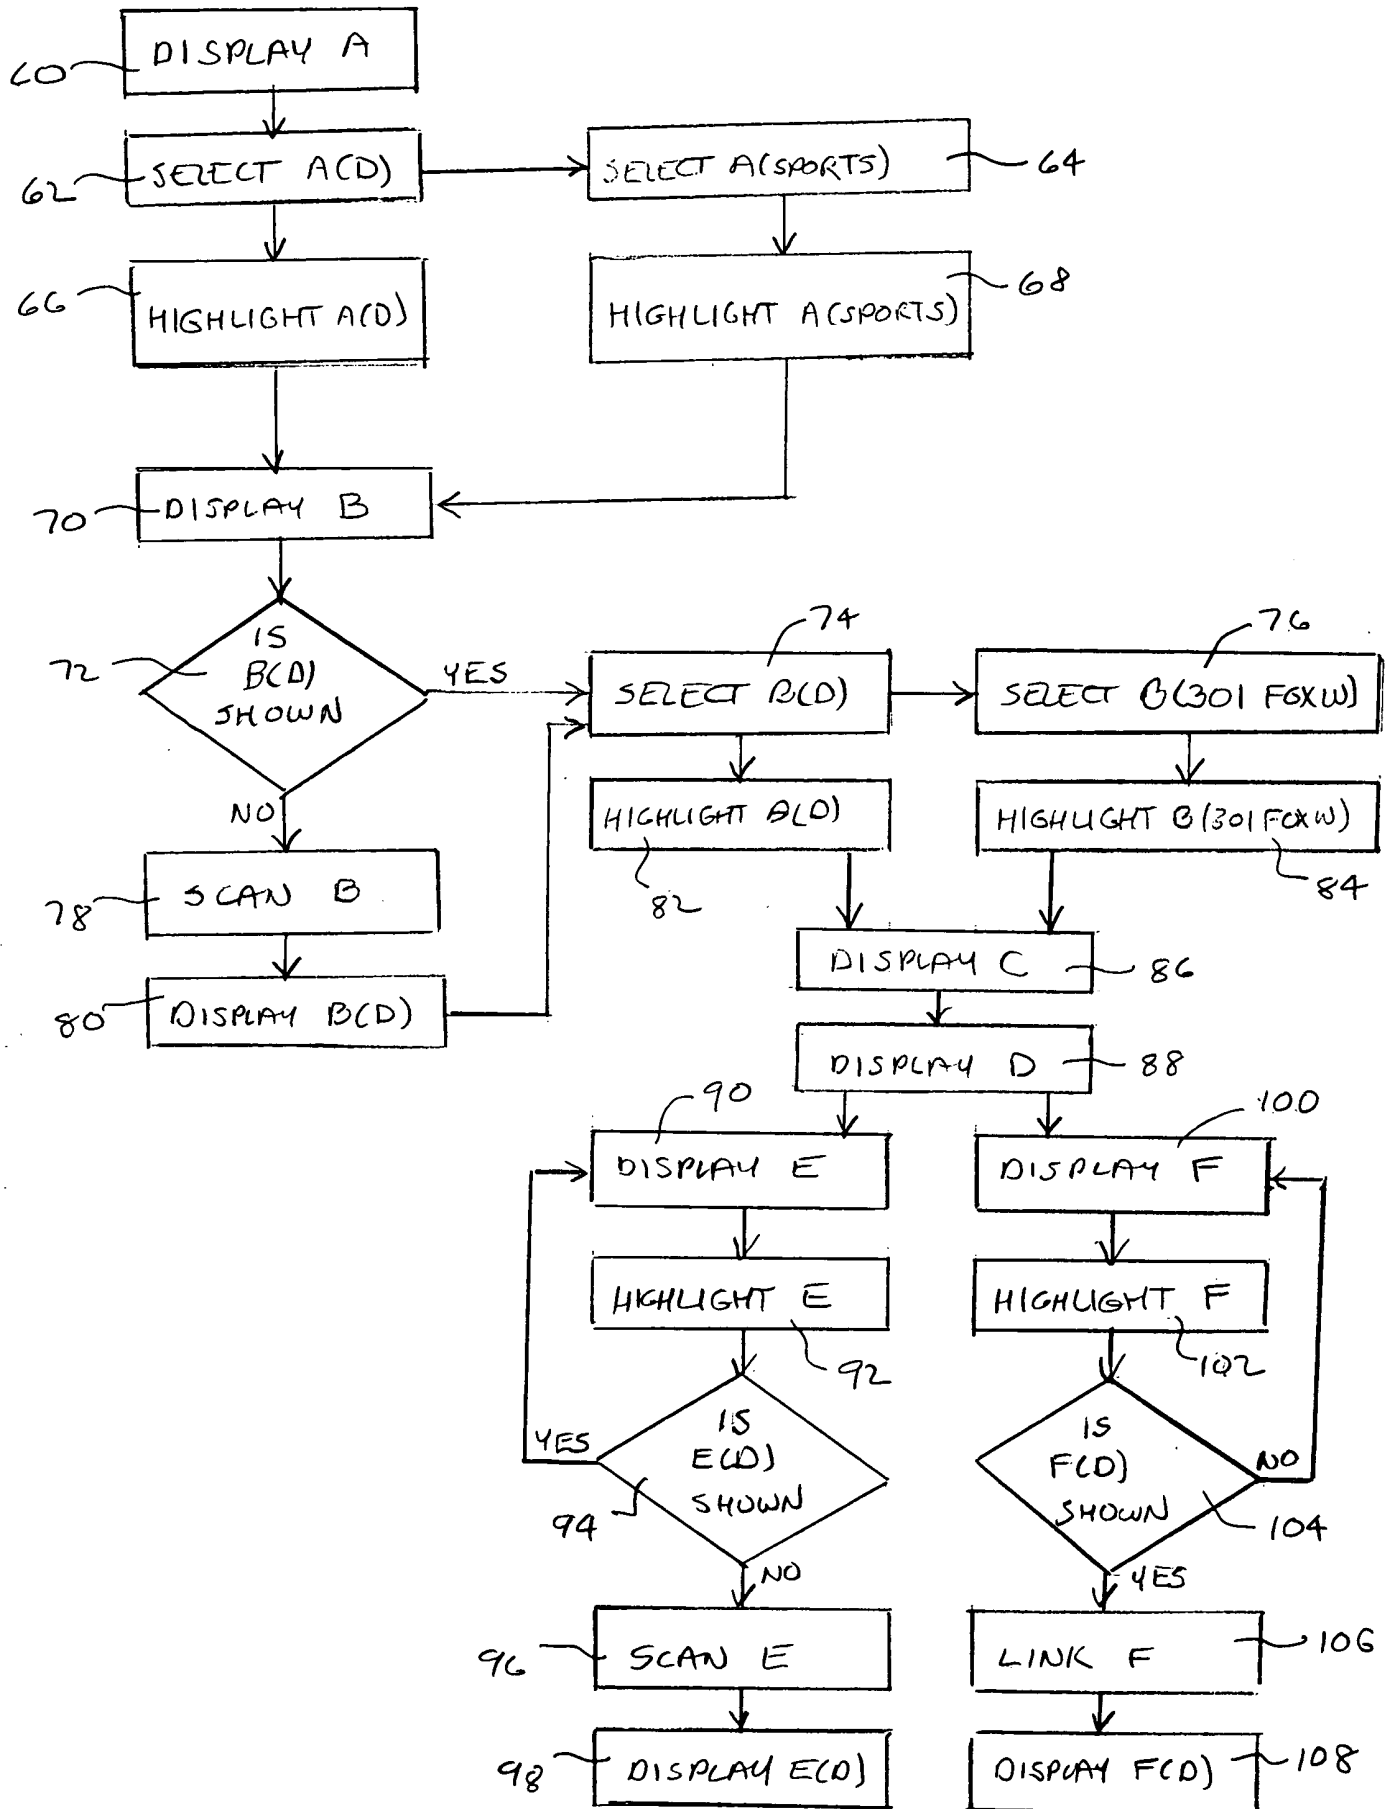 DISPLAY A
60
SELECT A(D)
62
SELECT A(SPORTS)
64
HIGHLIGHT A(D)
66
HIGHLIGHT A(SPORTS)
68
DISPLAY B
70
IS
B(D)
SHOWN
72
YES
NO
SELECT B(D)
74
SELECT B(301 FGXW)
76
SCAN B
78
DISPLAY B(D)
80
HIGHLIGHT B(D)
82
HIGHLIGHT B(301 FGXW)
84
DISPLAY C
86
DISPLAY D
88
DISPLAY E
90
HIGHLIGHT E
92
IS
E(D)
SHOWN
94
YES
NO
SCAN E
96
DISPLAY E(D)
98
DISPLAY F
100
HIGHLIGHT F
102
IS
F(D)
SHOWN
104
NO
YES
LINK F
106
DISPLAY F(D)
108